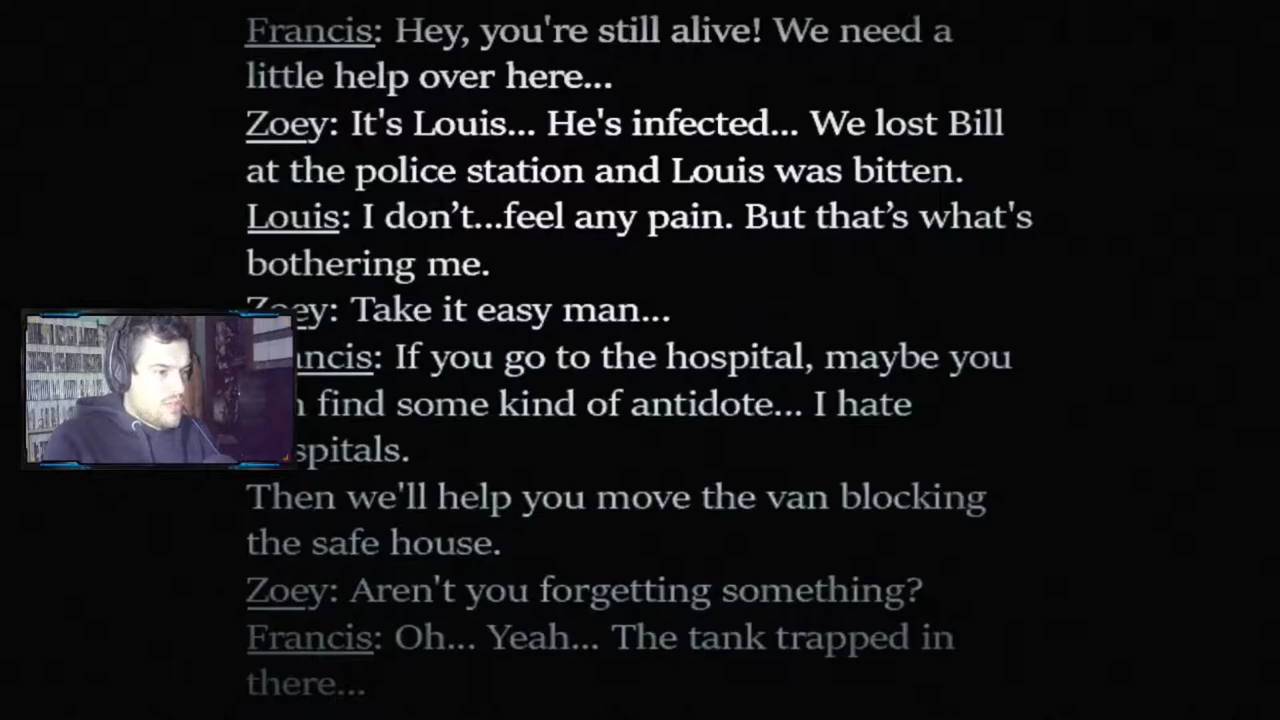 Francis: Hey, you're still alive! We need a
little help over here...
Zoey: It's Louis... He's infected... We lost Bill
at the police station and Louis was bitten.
Louis: I don’t...feel any pain. But that’s what's
bothering me.
Zoey: Take it easy man...
ancis: If you go to the hospital, maybe you
find some kind of antidote... I hate
spitals.
Then we'll help you move the van blocking
the safe house.
Zoey: Aren't you forgetting something?
Francis: Oh... Yeah... The tank trapped in
there...